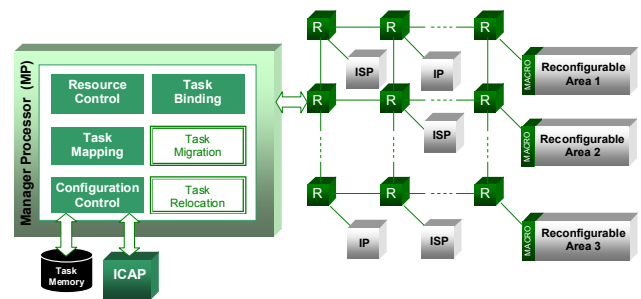 Manager Processor (MP)
Resource
Control
Task
Binding
Task
Mapping
Task
Migration
Configuration
Control
Task
Relocation
Task
Memory
ICAP
R
R
R
ISP
IP
MACRO
Reconfigurable
Area 1
R
R
R
ISP
MACRO
Reconfigurable
Area 2
R
R
R
IP
ISP
MACRO
Reconfigurable
Area 3